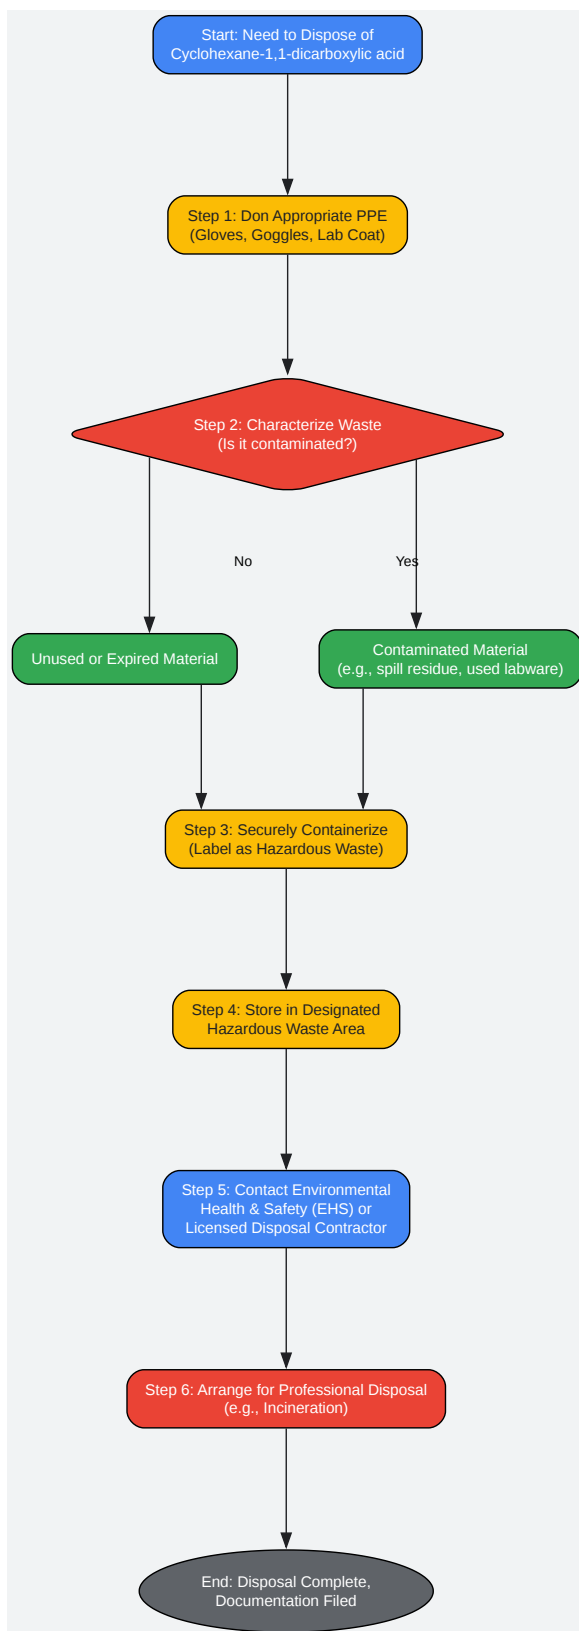 Start: Need to Dispose of
Cyclohexane-1,1-dicarboxylic acid
Step 1: Don Appropriate PPE
(Gloves, Goggles, Lab Coat)
Step 2: Characterize Waste
(Is it contaminated?)
No
Yes
Unused or Expired Material
Contaminated Material
(e.g., spill residue, used labware)
Step 3: Securely Containerize
(Label as Hazardous Waste)
Step 4: Store in Designated
Hazardous Waste Area
Step 5: Contact Environmental
Health & Safety (EHS) or
Licensed Disposal Contractor
Step 6: Arrange for Professional Disposal
(e.g., Incineration)
End: Disposal Complete,
Documentation Filed